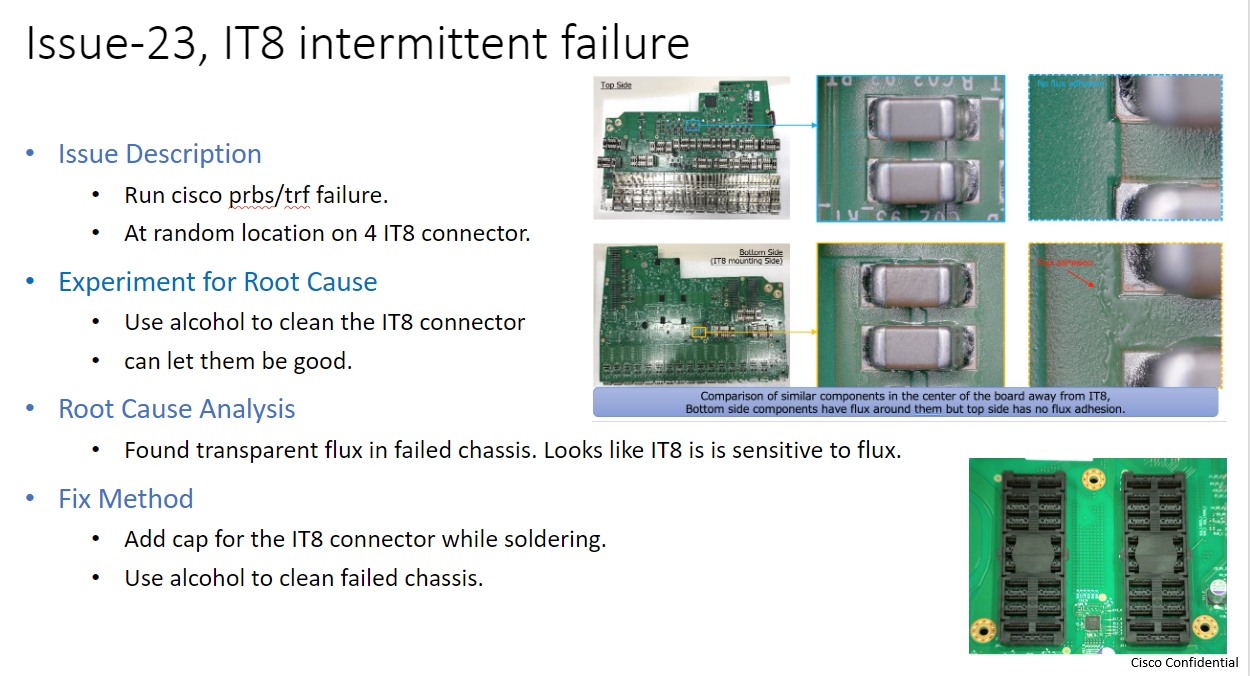 Issue-23, IT8 intermittent failure
• Issue Description
• Run cisco prbs/trf failure.
• At random location on 4 IT8 connector.
• Experiment for Root Cause
• Use alcohol to clean the IT8 connector
• can let them be good.
• Root Cause Analysis
• Found transparent flux in failed chassis. Looks like IT8 is is sensitive to flux.
• Fix Method
• Add cap for the IT8 connector while soldering.
• Use alcohol to clean failed chassis.
Top Side
No flux adhesion
Bottom Side
(IT8 mounting Side)
Flux adhesion
Comparison of similar components in the center of the board away from IT8,
Bottom side components have flux around them but top side has no flux adhesion.
Cisco Confidential